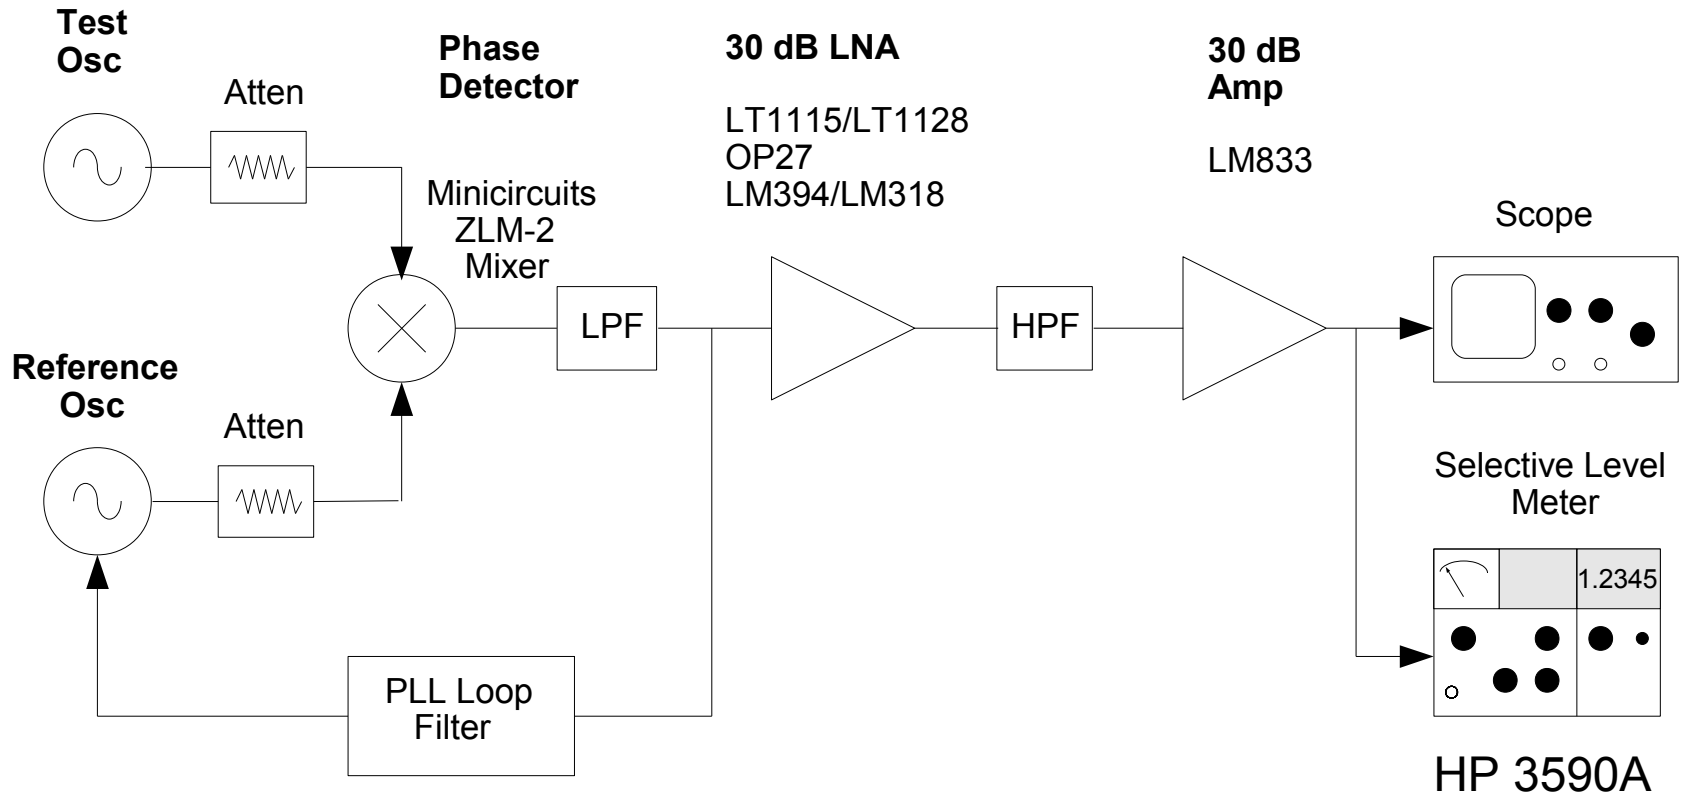 Test
Osc
Atten
Phase
Detector
30 dB LNA
LT1115/LT1128
OP27
LM394/LM318
30 dB
Amp
LM833
Minicircuits
ZLM-2
Mixer
Scope
LPF
HPF
Reference
Osc
Atten
Selective Level
Meter
1.2345
PLL Loop
Filter
HP 3590A